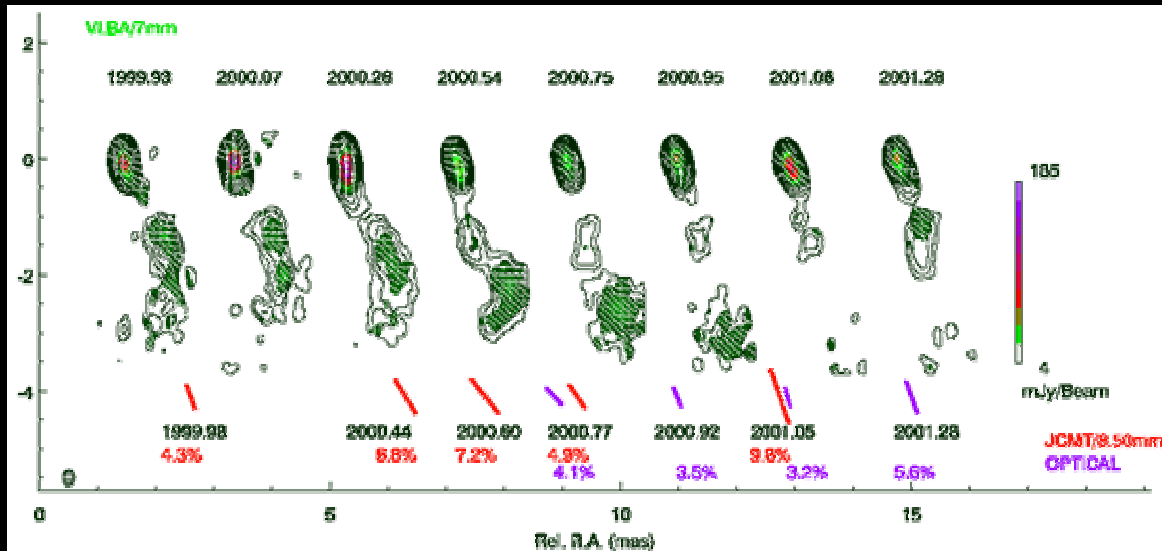 VLBA/7mm
2
1999.93 2000.07 2000.26 2000.54 2000.75 2000.95 2001.08 2001.28
0
185
-2
4
mJy/Beam
-4
1999.98 2000.44 2000.60 2000.77 2000.92 2001.05 2001.28
JCMT/8.50mm
4.3% 6.8% 7.2% 4.9% 9.8%
OPTICAL
4.1% 3.5% 3.2% 5.6%
0 5 10 15
Rel. R.A. (mas)